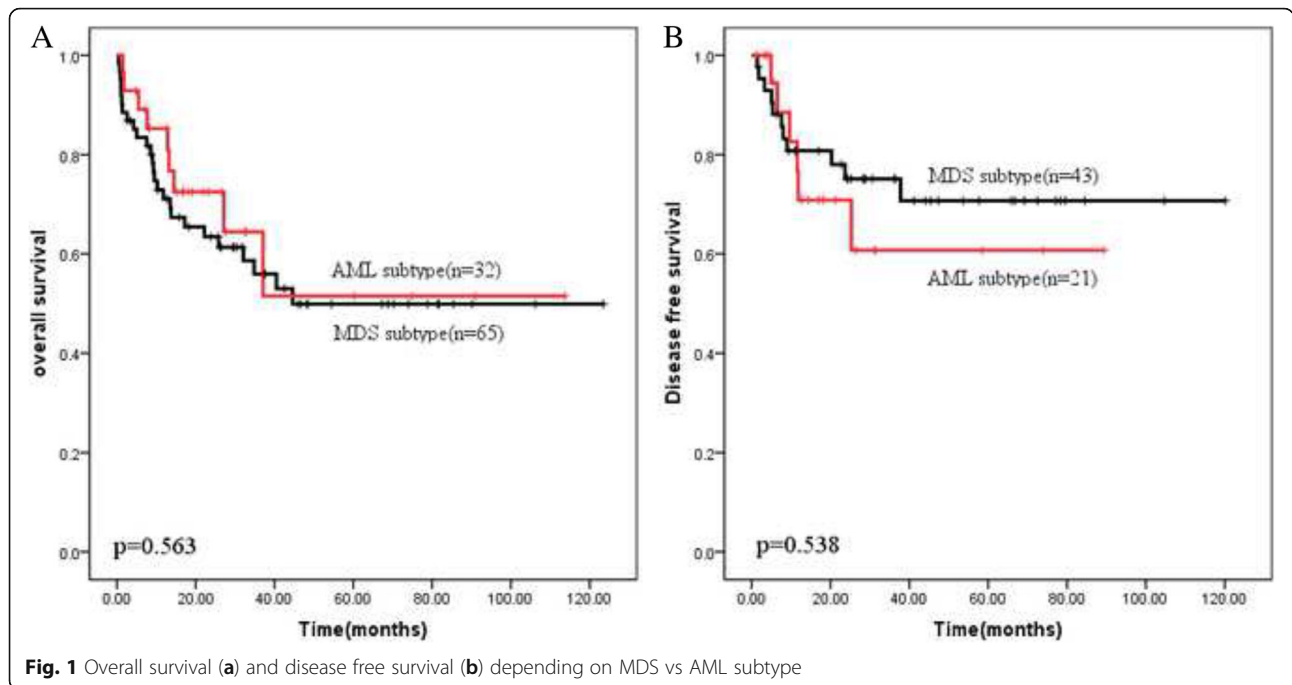 A
overall survival
1.0
0.8
0.6
0.4
0.2
0.0
AML subtype(n=32)
MDS subtype(n=65)
p=0.563
0.00 20.00 40.00 60.00 80.00 100.00 120.00
Time(months)
B
Disease free survival
1.0
0.8
0.6
0.4
0.2
0.0
MDS subtype(n=43)
AML subtype(n=21)
p=0.538
0.00 20.00 40.00 60.00 80.00 100.00 120.00
Time(months)
Fig. 1 Overall survival (a) and disease free survival (b) depending on MDS vs AML subtype